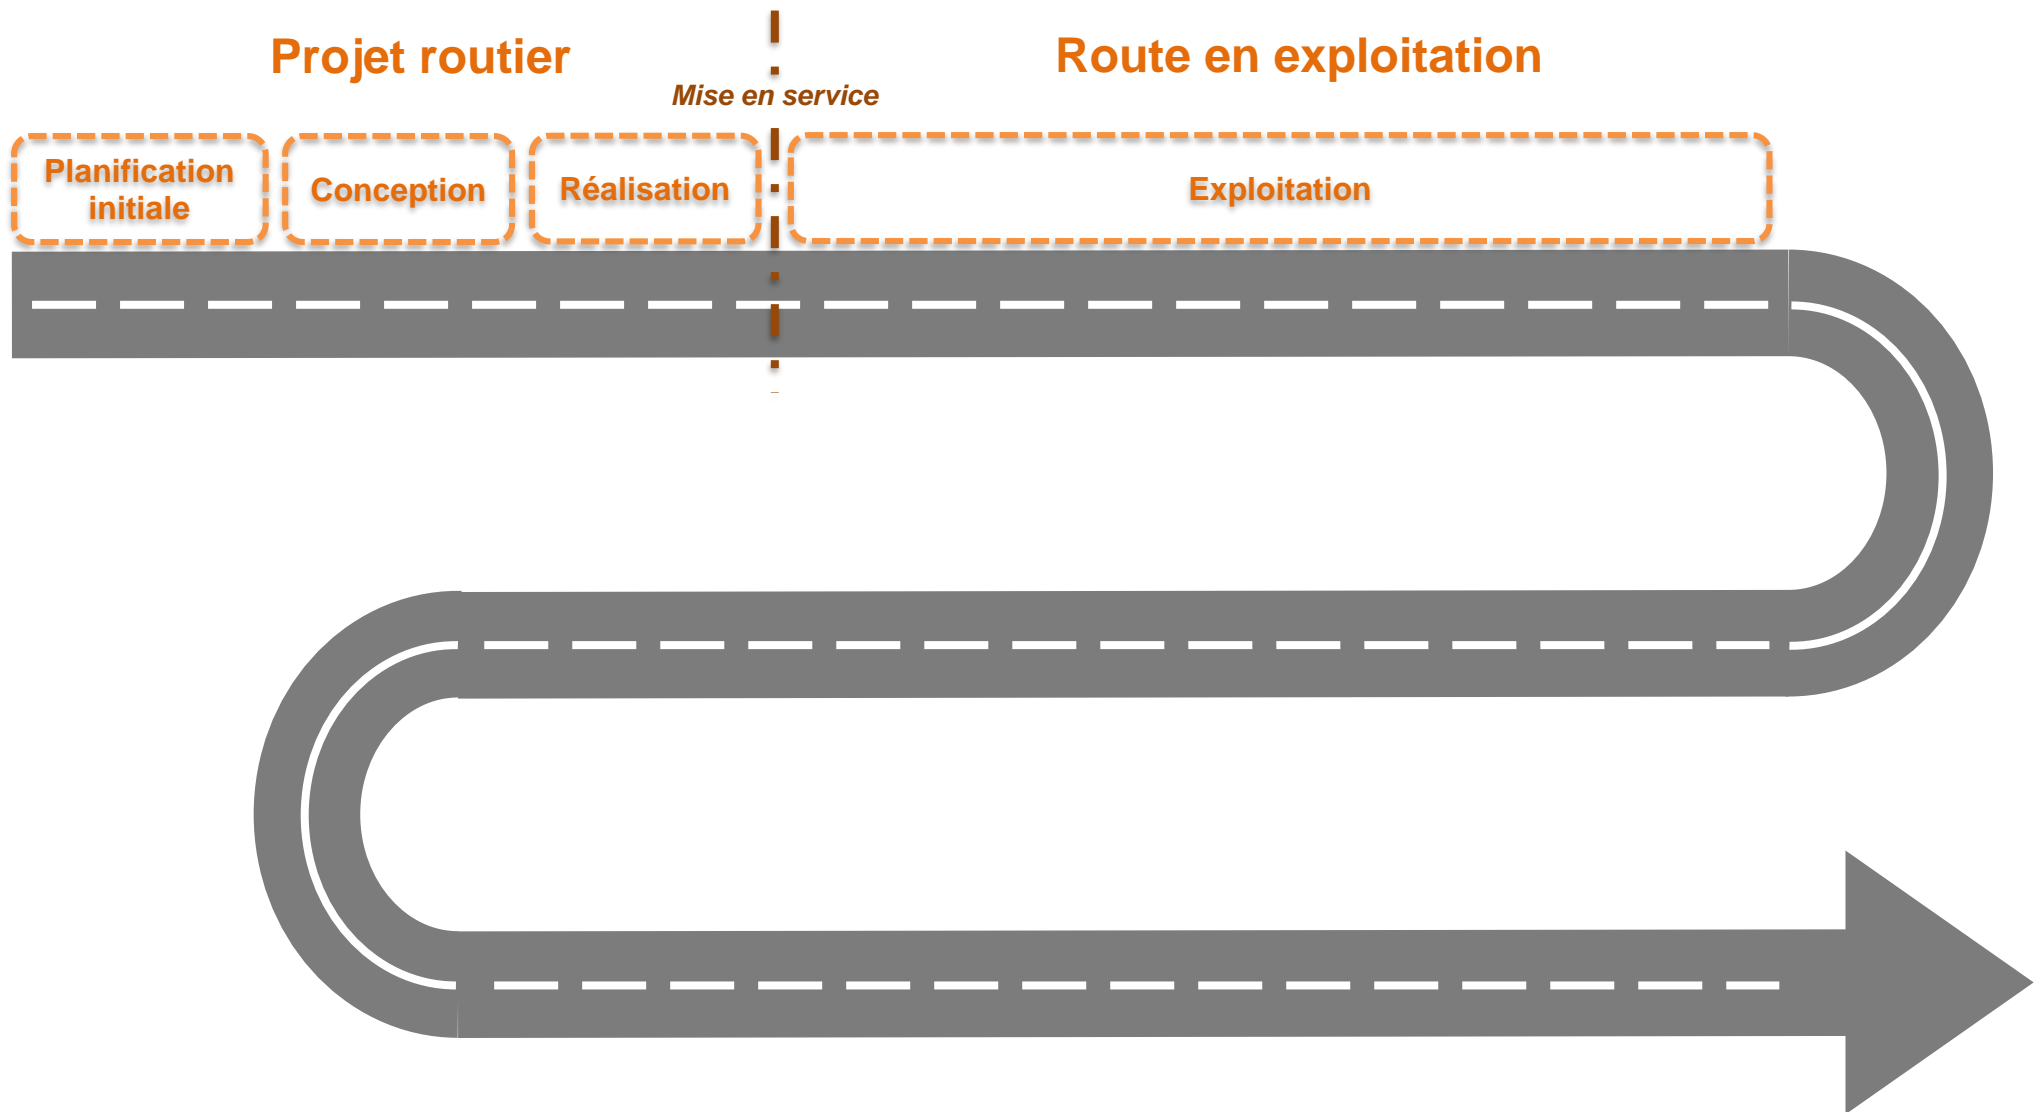 Projet routier
Route en exploitation
Mise en service
Planification
initiale
Conception
Réalisation
Exploitation